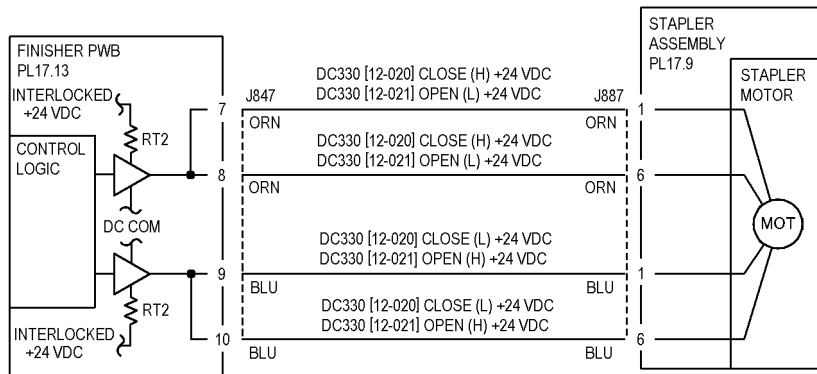 FINISHER PWB
PL17.13
INTERLOCKED
+24 VDC
RT2
CONTROL
LOGIC
DC COM
RT2
INTERLOCKED
+24 VDC
7
8
9
10
J847
J887
DC330 [12-020] CLOSE (H) +24 VDC
DC330 [12-021] OPEN (L) +24 VDC
ORN
ORN
DC330 [12-020] CLOSE (H) +24 VDC
DC330 [12-021] OPEN (L) +24 VDC
ORN
ORN
DC330 [12-020] CLOSE (L) +24 VDC
DC330 [12-021] OPEN (H) +24 VDC
BLU
BLU
DC330 [12-020] CLOSE (L) +24 VDC
DC330 [12-021] OPEN (H) +24 VDC
BLU
BLU
1
6
1
6
STAPLER
ASSEMBLY
PL17.9
STAPLER
MOTOR
MOT